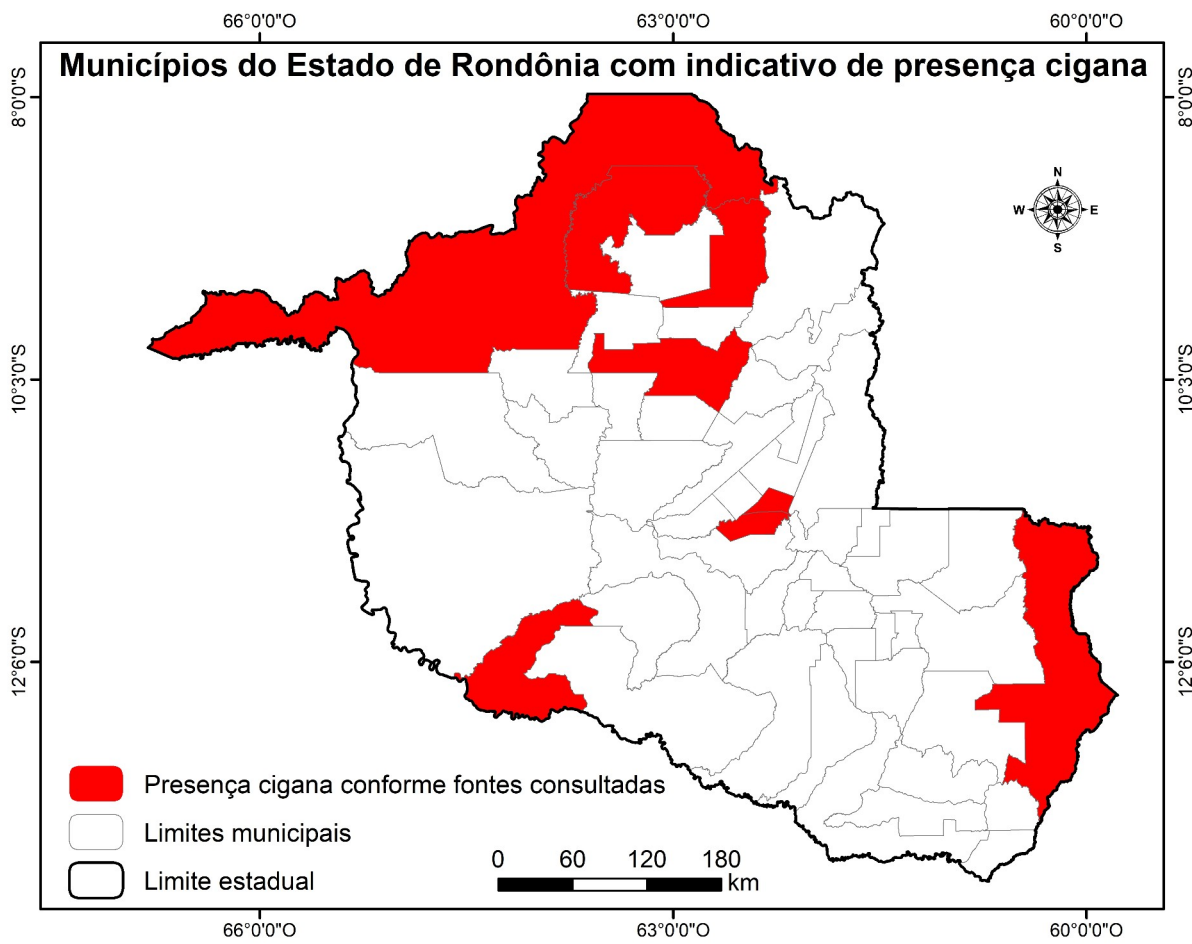 66°0'0"O 63°0'0"O 60°0'0"O
Municípios do Estado de Rondônia com indicativo de presença cigana
8°0'0"S 8°0'0"S
N
W E
S
10°3'0"S 10°3'0"S
12°6'0"S 12°6'0"S
Presença cigana conforme fontes consultadas
Limites municipais
Limite estadual
0 60 120 180
km
66°0'0"O 63°0'0"O 60°0'0"O